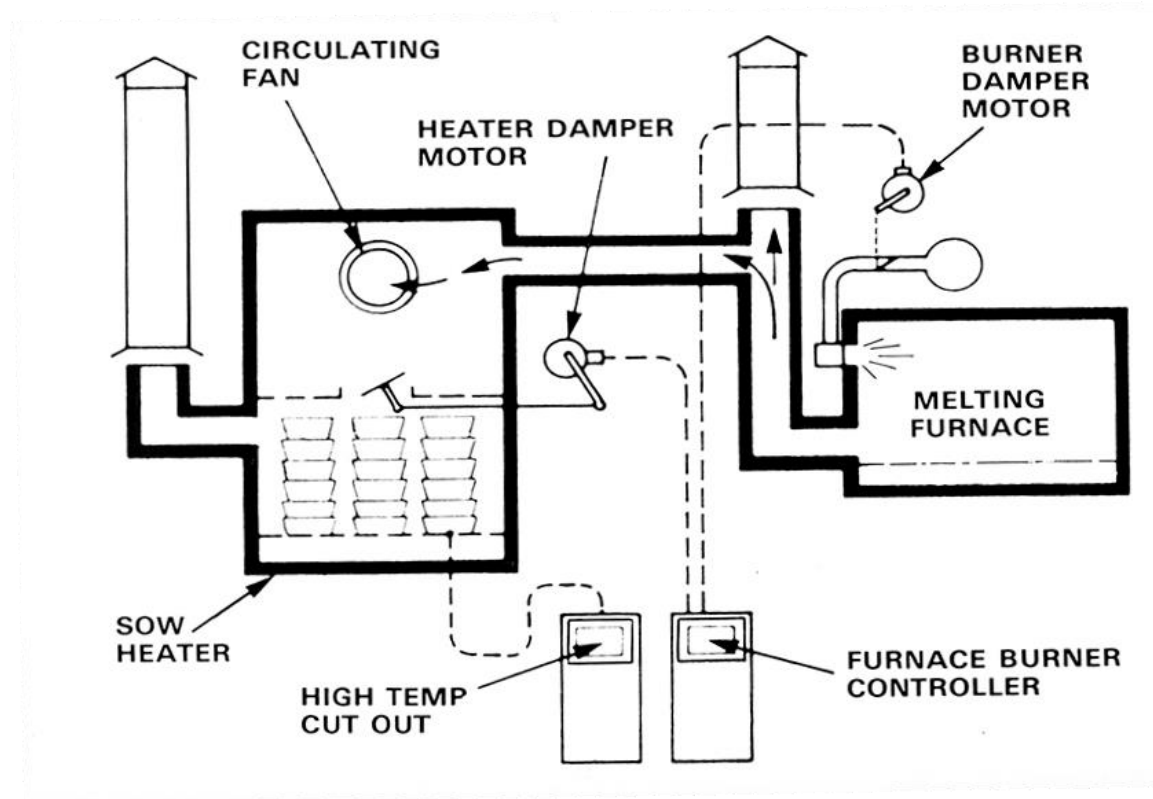 CIRCULATING
FAN
HEATER DAMPER
MOTOR
BURNER
DAMPER
MOTOR
MELTING
FURNACE
SOW
HEATER
HIGH TEMP
CUT OUT
FURNACE BURNER
CONTROLLER